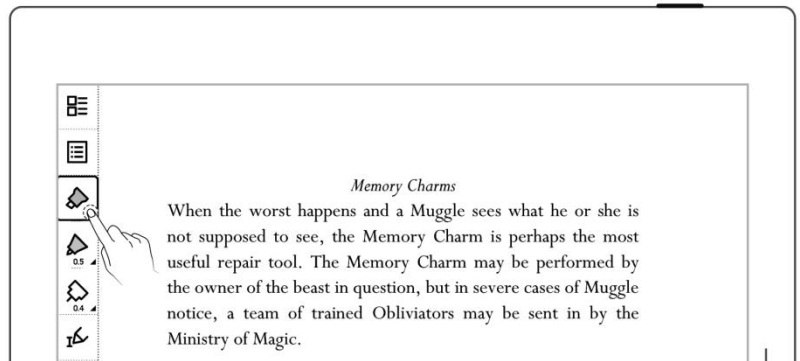 Memory Charms
When the worst happens and a Muggle sees what he or she is
not supposed to see, the Memory Charm is perhaps the most
useful repair tool. The Memory Charm may be performed by
the owner of the beast in question, but in severe cases of Muggle
notice, a team of trained Obliviators may be sent in by the
Ministry of Magic.
0.5
0.4